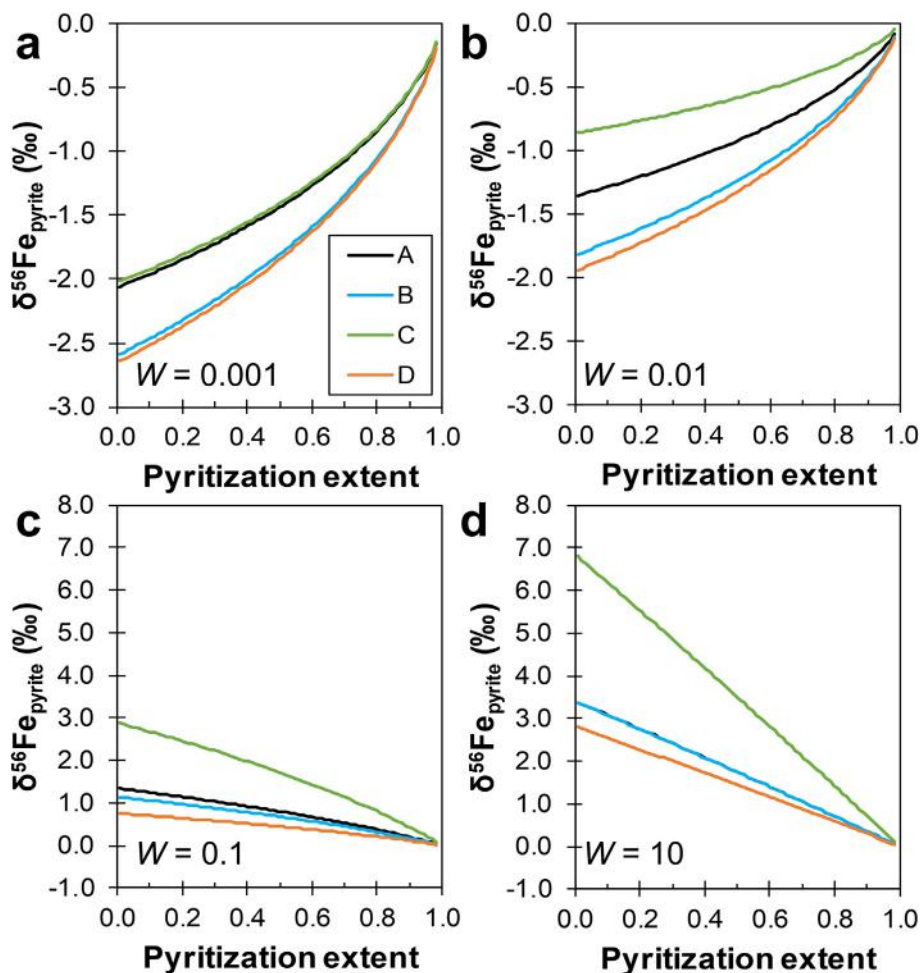 a
0.0
-0.5
-1.0
-1.5
-2.0
-2.5
-3.0
δ⁵⁶Fe_pyrite (‰)
A
B
C
D
W = 0.001
0.0 0.2 0.4 0.6 0.8 1.0
Pyritization extent
b
0.0
-0.5
-1.0
-1.5
-2.0
-2.5
-3.0
δ⁵⁶Fe_pyrite (‰)
W = 0.01
0.0 0.2 0.4 0.6 0.8 1.0
Pyritization extent
c
8.0
7.0
6.0
5.0
4.0
3.0
2.0
1.0
0.0
-1.0
δ⁵⁶Fe_pyrite (‰)
W = 0.1
0.0 0.2 0.4 0.6 0.8 1.0
Pyritization extent
d
8.0
7.0
6.0
5.0
4.0
3.0
2.0
1.0
0.0
-1.0
δ⁵⁶Fe_pyrite (‰)
W = 10
0.0 0.2 0.4 0.6 0.8 1.0
Pyritization extent